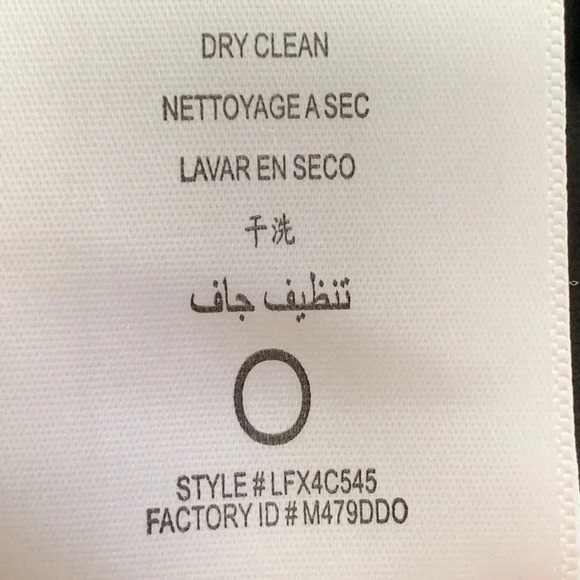 DRY CLEAN
NETTOYAGE A SEC
LAVAR EN SECO
干洗
تنظيف جاف
STYLE # LFX4C545
FACTORY ID # M479DDO